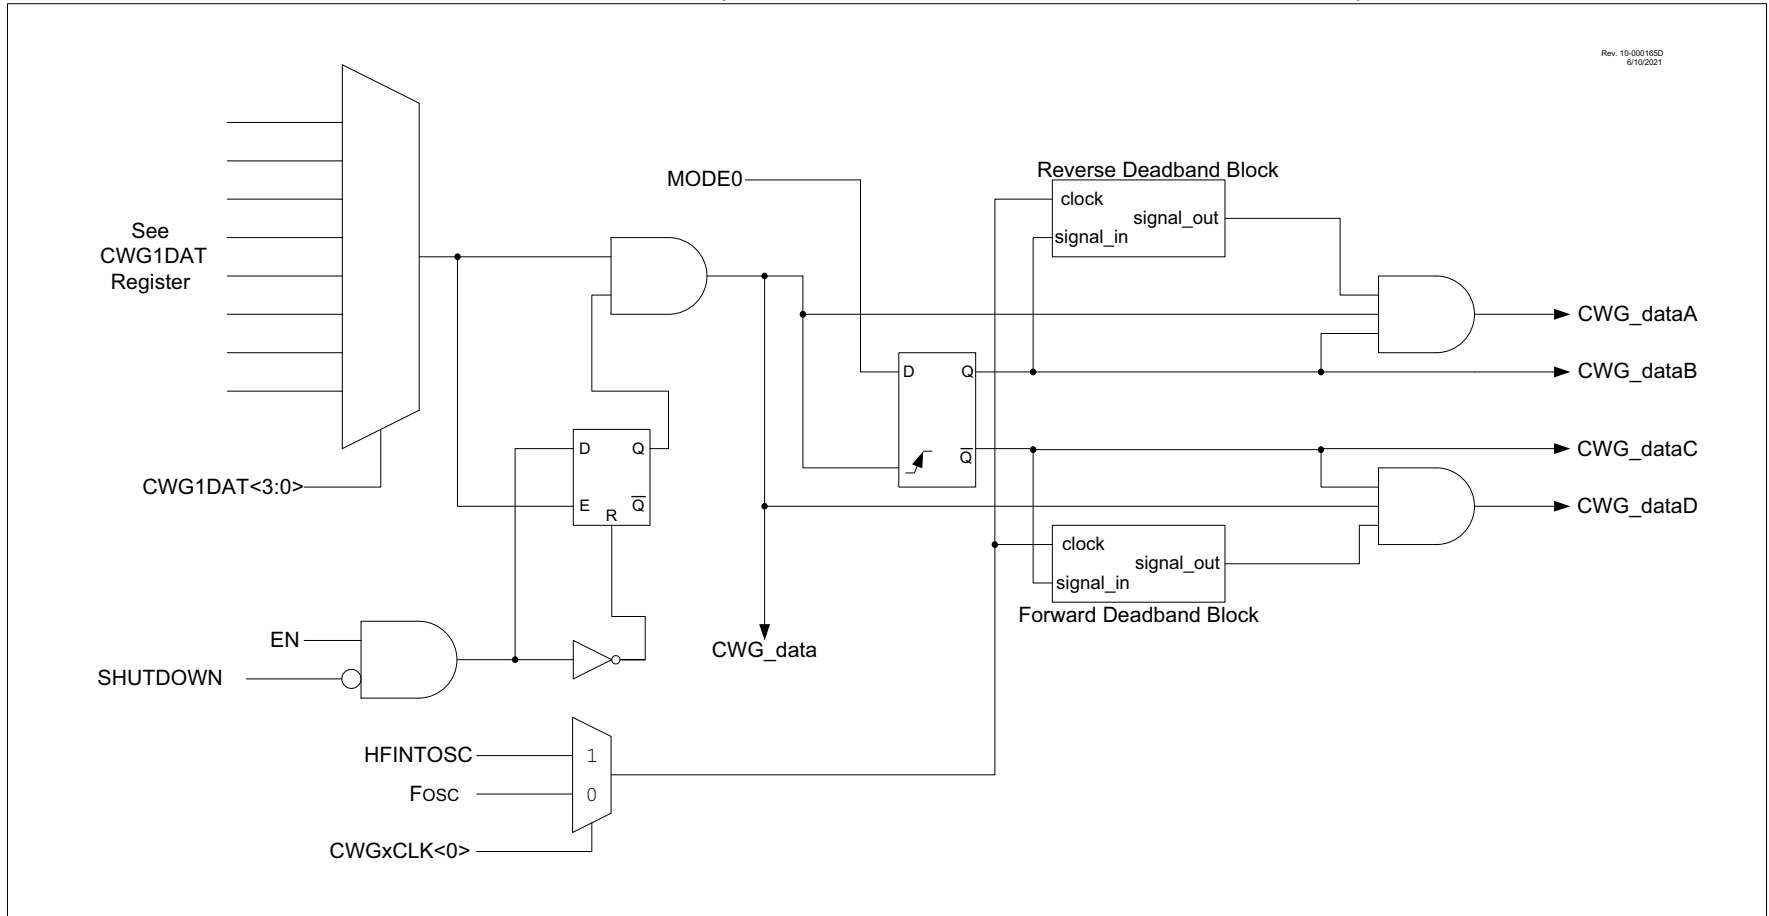 Rev. 10-000165D
6/10/2021
See
CWG1DAT
Register
CWG1DAT<3:0>
EN
SHUTDOWN
HFINTOSC
FOSC
CWGxCLK<0>
1
0
D
Q
E
R
Q
MODE0
CWG_data
D
Q
Q
Reverse Deadband Block
clock
signal_out
signal_in
clock
signal_out
signal_in
Forward Deadband Block
CWG_dataA
CWG_dataB
CWG_dataC
CWG_dataD